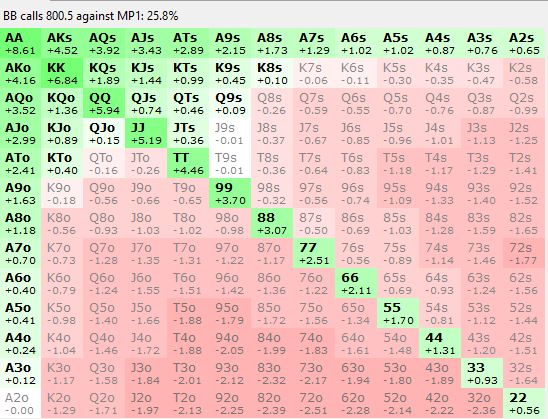 BB calls 800.5 against MP1: 25.8%
AA AKs AQs AJs ATs A9s A8s A7s A6s A5s A4s A3s A2s
+8.61 +4.52 +3.92 +3.43 +2.89 +2.15 +1.73 +1.29 +1.02 +1.02 +0.87 +0.76 +0.65
AKo KK KQs KJs KTs K9s K8s K7s K6s K5s K4s K3s K2s
+4.16 +6.84 +1.89 +1.44 +0.99 +0.45 +0.10 -0.06 -0.11 -0.30 -0.35 -0.47 -0.58
AQo KQo QQ QJs QTs Q9s Q8s Q7s Q6s Q5s Q4s Q3s Q2s
+3.52 +1.36 +5.94 +0.74 +0.46 +0.09 -0.26 -0.59 -0.55 -0.70 -0.76 -0.87 -0.99
AJo KJo QJo JJ JTs J9s J8s J7s J6s J5s J4s J3s J2s
+2.99 +0.89 +0.15 +5.19 +0.36 -0.01 -0.37 -0.67 -0.85 -0.96 -1.01 -1.13 -1.25
ATo KTo QTo JTo TT T9s T8s T7s T6s T5s T4s T3s T2s
+2.41 +0.40 -0.16 -0.26 +4.46 -0.01 -0.36 -0.64 -0.83 -1.18 -1.17 -1.29 -1.41
A9o K9o Q9o J9o T9o 99 98s 97s 96s 95s 94s 93s 92s
+1.63 -0.18 -0.56 -0.66 -0.65 +3.70 -0.32 -0.56 -0.74 -1.09 -1.33 -1.40 -1.52
A8o K8o Q8o J8o T8o 98o 88 87s 86s 85s 84s 83s 82s
+1.18 -0.56 -0.93 -1.03 -1.02 -0.98 +3.07 -0.50 -0.69 -1.03 -1.28 -1.59 -1.65
A7o K7o Q7o J7o T7o 97o 87o 77 76s 75s 74s 73s 72s
+0.70 -0.73 -1.28 -1.35 -1.31 -1.22 -1.17 +2.51 -0.56 -0.89 -1.14 -1.46 -1.77
A6o K6o Q6o J6o T6o 96o 86o 76o 66 65s 64s 63s 62s
+0.40 -0.79 -1.24 -1.55 -1.51 -1.42 -1.36 -1.22 +2.11 -0.69 -0.93 -1.24 -1.56
A5o K5o Q5o J5o T5o 95o 85o 75o 65o 55 54s 53s 52s
+0.41 -0.98 -1.40 -1.66 -1.88 -1.79 -1.72 -1.56 -1.34 +1.70 -0.81 -1.12 -1.44
A4o K4o Q4o J4o T4o 94o 84o 74o 64o 54o 44 43s 42s
+0.24 -1.04 -1.46 -1.72 -1.88 -2.05 -1.99 -1.83 -1.61 -1.48 +1.31 -1.20 -1.51
A3o K3o Q3o J3o T3o 93o 83o 73o 63o 53o 43o 33 32s
+0.12 -1.17 -1.58 -1.84 -2.01 -2.12 -2.32 -2.17 -1.94 -1.80 -1.89 +0.93 -1.64
A2o K2o Q2o J2o T2o 92o 82o 72o 62o 52o 42o 32o 22
-0.00 -1.29 -1.71 -1.97 -2.13 -2.25 -2.39 -2.51 -2.28 -2.14 -2.22 -2.36 +0.56